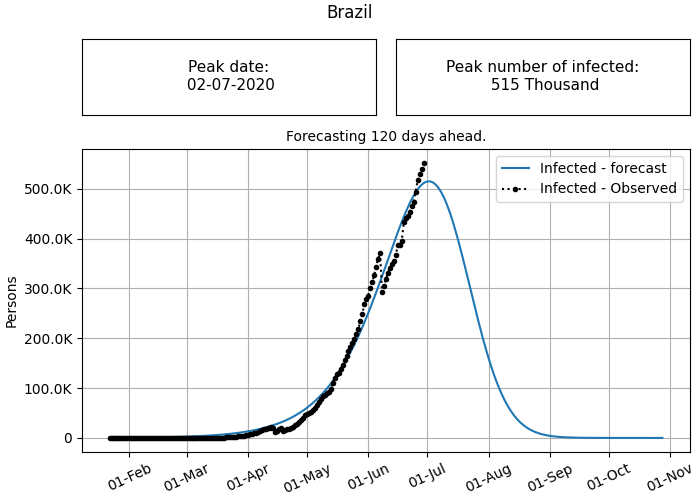 Brazil
Peak date:
02-07-2020
Peak number of infected:
515 Thousand
Forecasting 120 days ahead.
Infected - forecast
Infected - Observed
Persons
500.0K
400.0K
300.0K
200.0K
100.0K
0
01-Feb
01-Mar
01-Apr
01-May
01-Jun
01-Jul
01-Aug
01-Sep
01-Oct
01-Nov